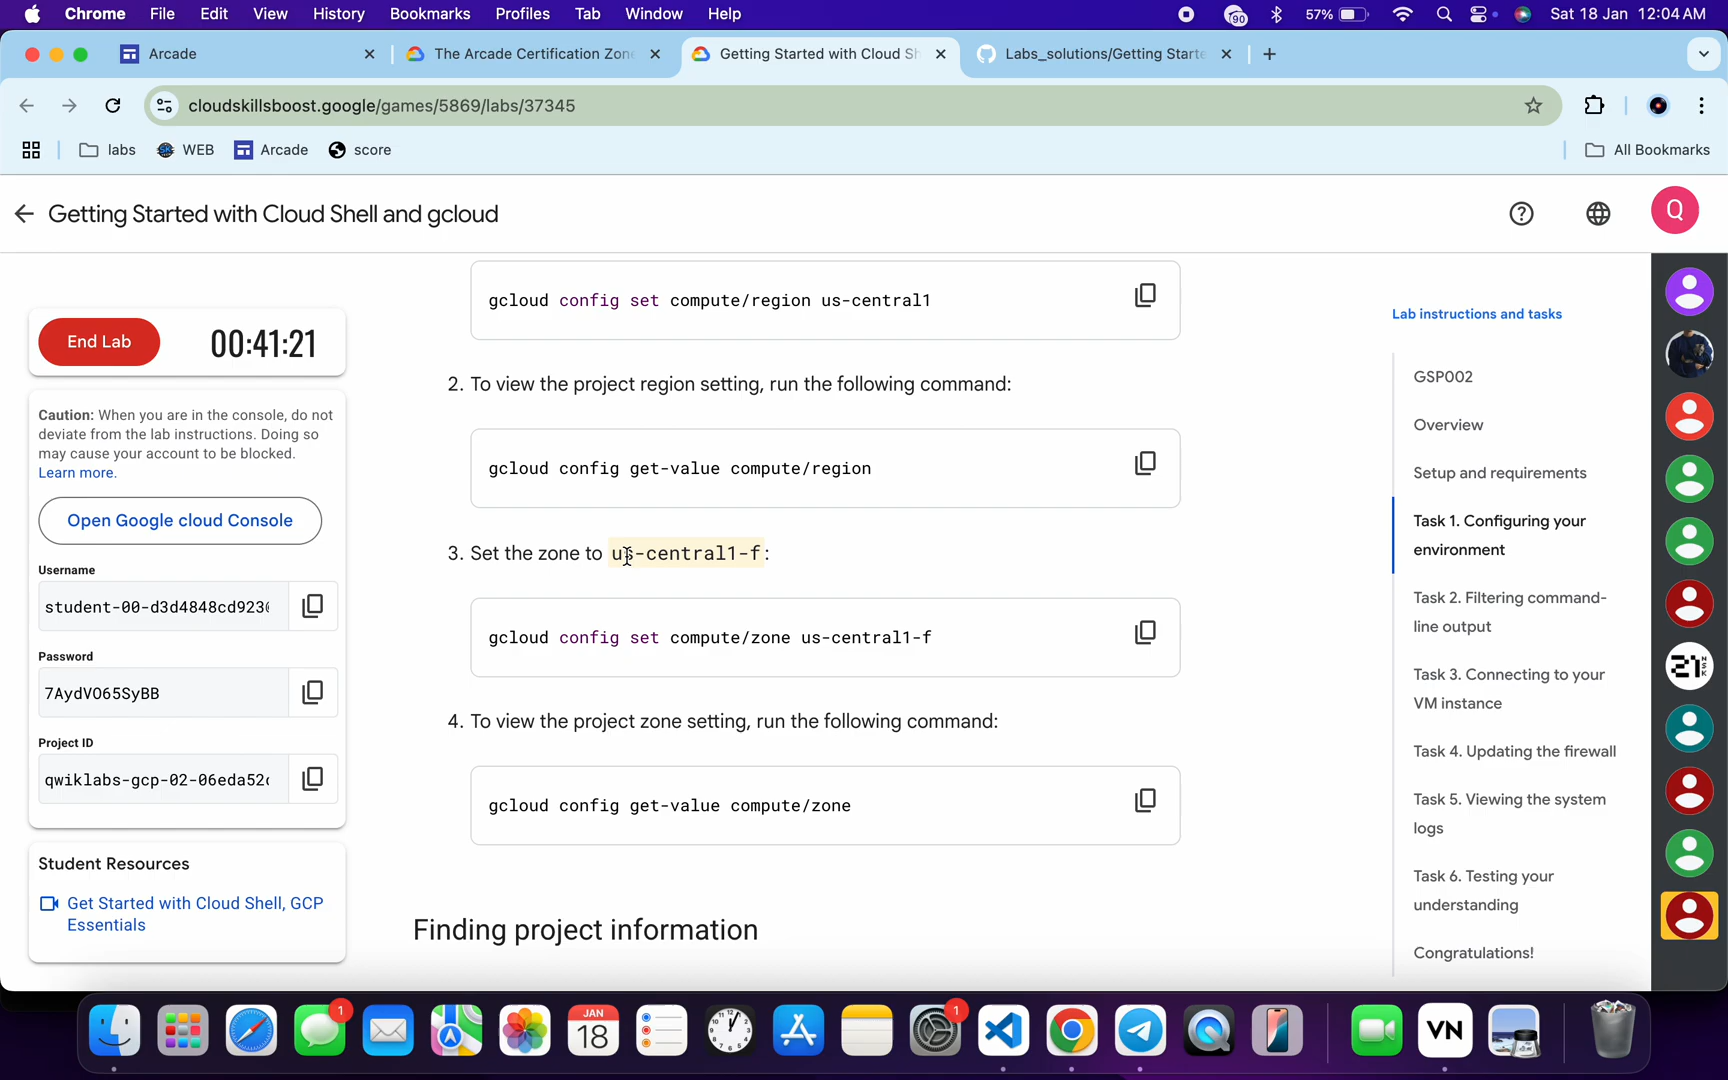 Chrome File Edit View History Bookmarks Profiles Tab Window Help 90 57% Sat 18 Jan 12:04 AM
Arcade The Arcade Certification Zon Getting Started with Cloud Sh Labs_solutions/Getting Starte
cloudskillsboost.google/games/5869/labs/37345
labs WEB Arcade score All Bookmarks
Getting Started with Cloud Shell and gcloud
Q
End Lab 00:41:21
Caution: When you are in the console, do not
deviate from the lab instructions. Doing so
may cause your account to be blocked.
Learn more.
Open Google cloud Console
Username
student-00-d3d4848cd923
Password
7AydVO65SyBB
Project ID
qwiklabs-gcp-02-06eda52
Student Resources
Get Started with Cloud Shell, GCP
Essentials
gcloud config set compute/region us-central1
2. To view the project region setting, run the following command:
gcloud config get-value compute/region
3. Set the zone to us-central1-f:
gcloud config set compute/zone us-central1-f
4. To view the project zone setting, run the following command:
gcloud config get-value compute/zone
Finding project information
Lab instructions and tasks
GSP002
Overview
Setup and requirements
Task 1. Configuring your
environment
Task 2. Filtering command-
line output
Task 3. Connecting to your
VM instance
Task 4. Updating the firewall
Task 5. Viewing the system
logs
Task 6. Testing your
understanding
Congratulations!
21
1
JAN
18
1
VN